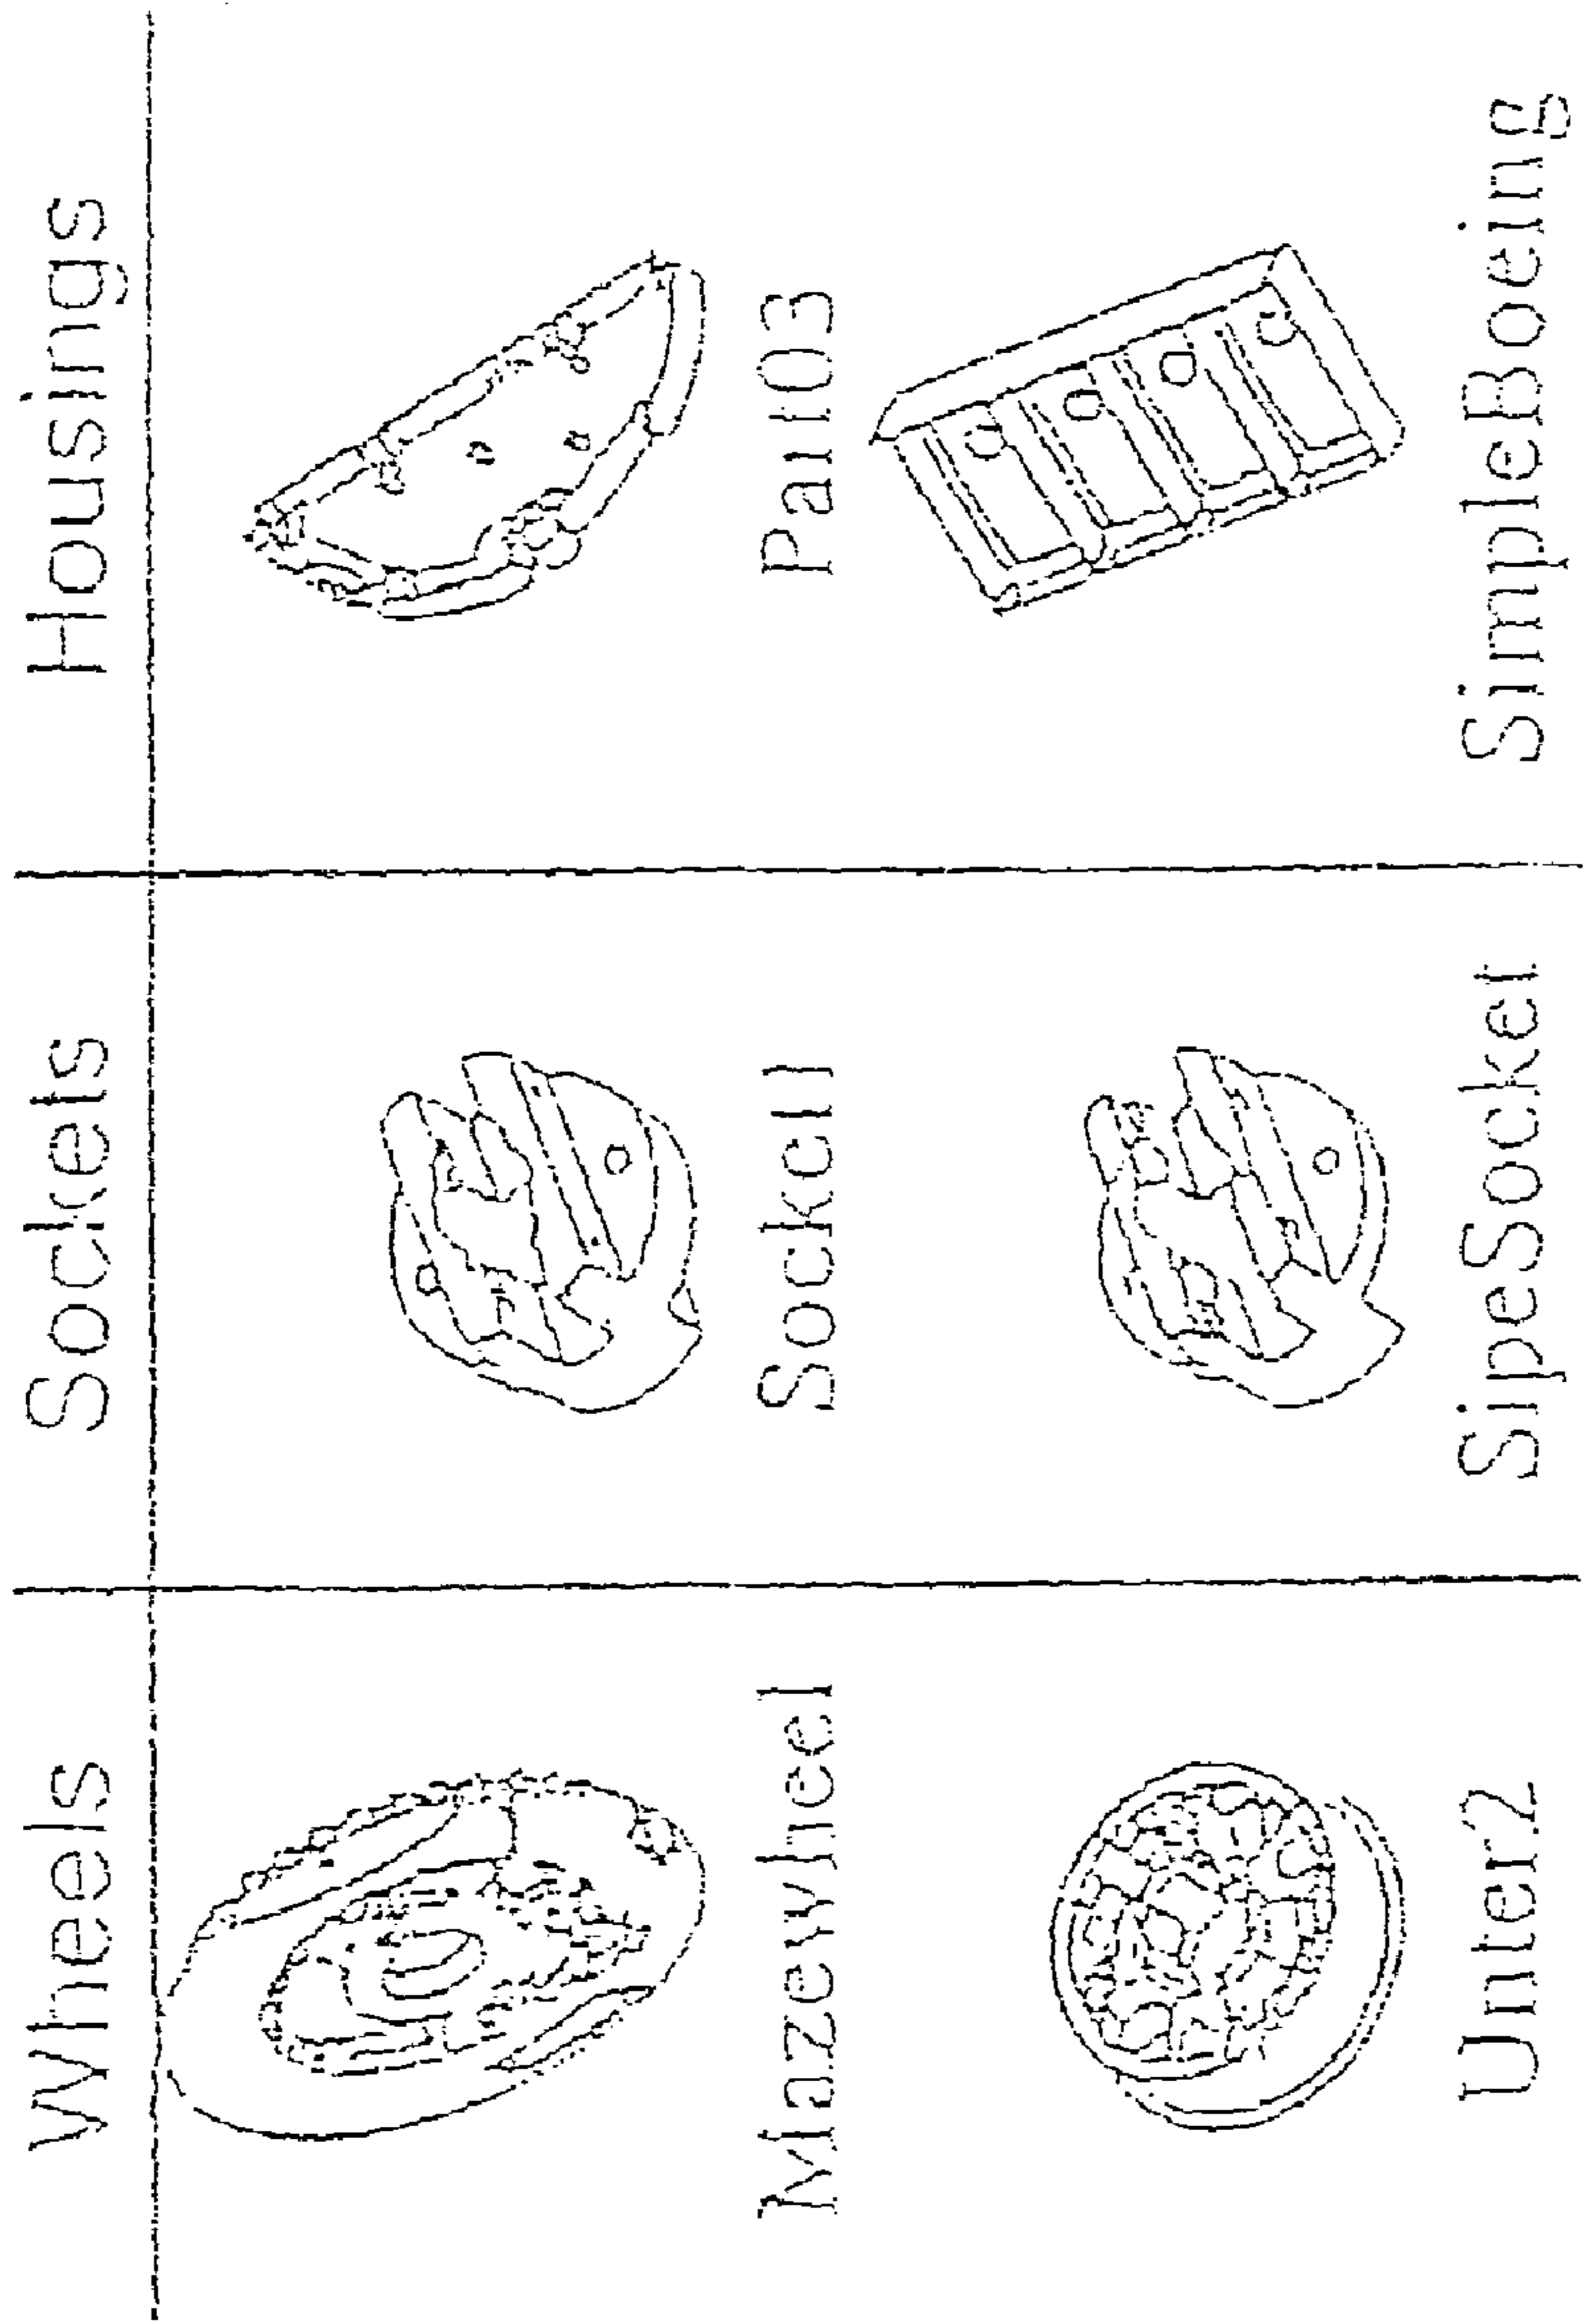 Wheels Sockets Housings
Mazewheel Socket1 Part03
Unter2 SipeSocket SimpleBoeing